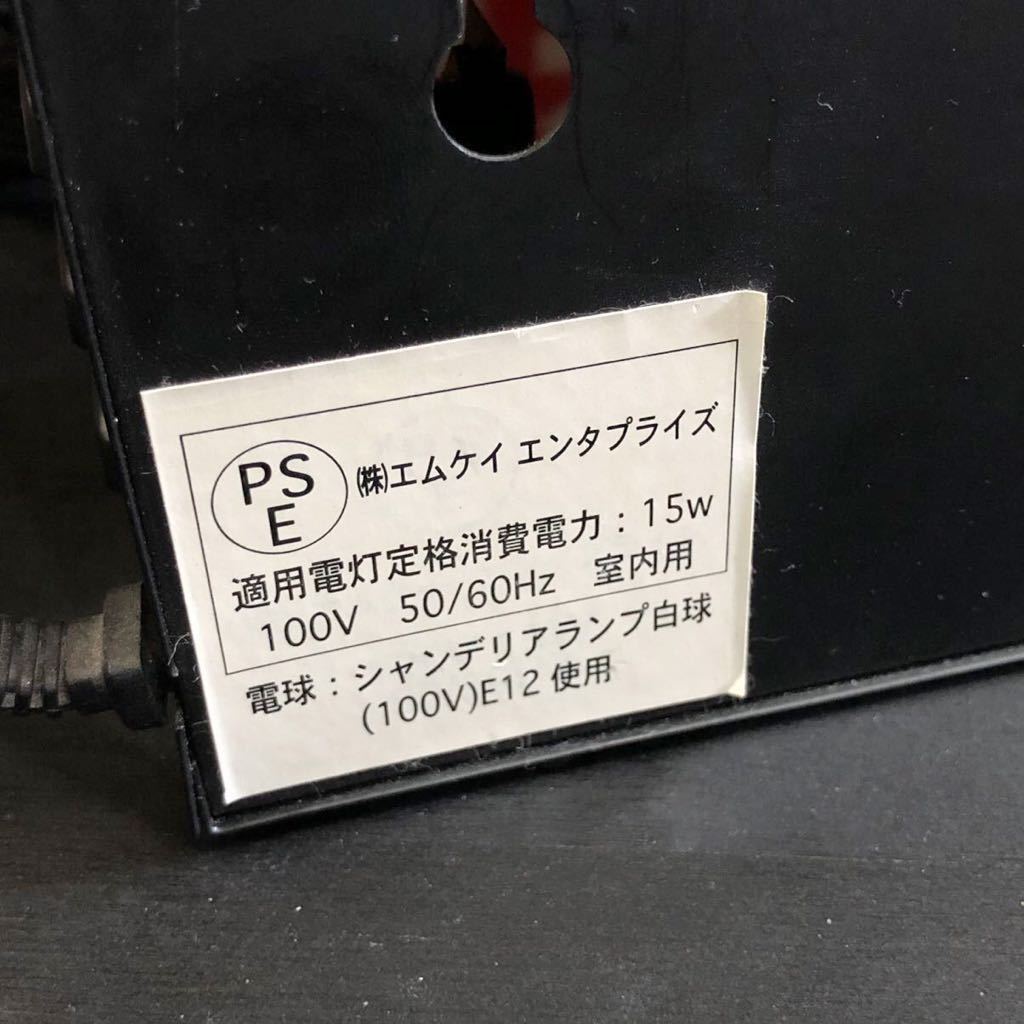 PS
E
㈱エムケイ エンタプライズ
適用電灯定格消費電力：15w
100V 50/60Hz 室内用
電球：シャンデリアランプ白球
(100V)E12 使用